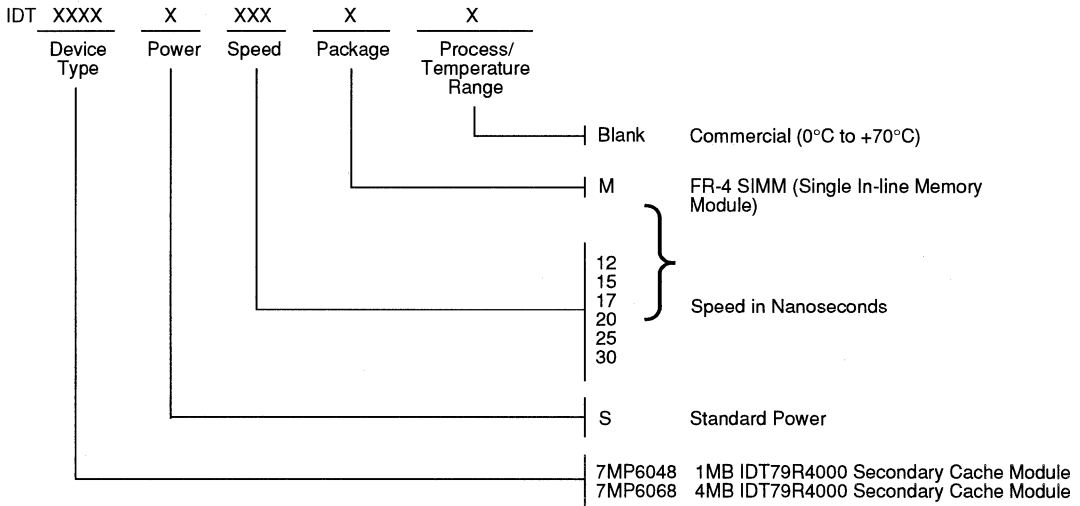 IDT XXXX X XXX X X
Device Type Power Speed Package Process/ Temperature Range
Blank Commercial (0°C to +70°C)
M FR-4 SIMM (Single In-line Memory
Module)
12
15
17
20
25
30
Speed in Nanoseconds
S Standard Power
7MP6048 1MB IDT79R4000 Secondary Cache Module
7MP6068 4MB IDT79R4000 Secondary Cache Module